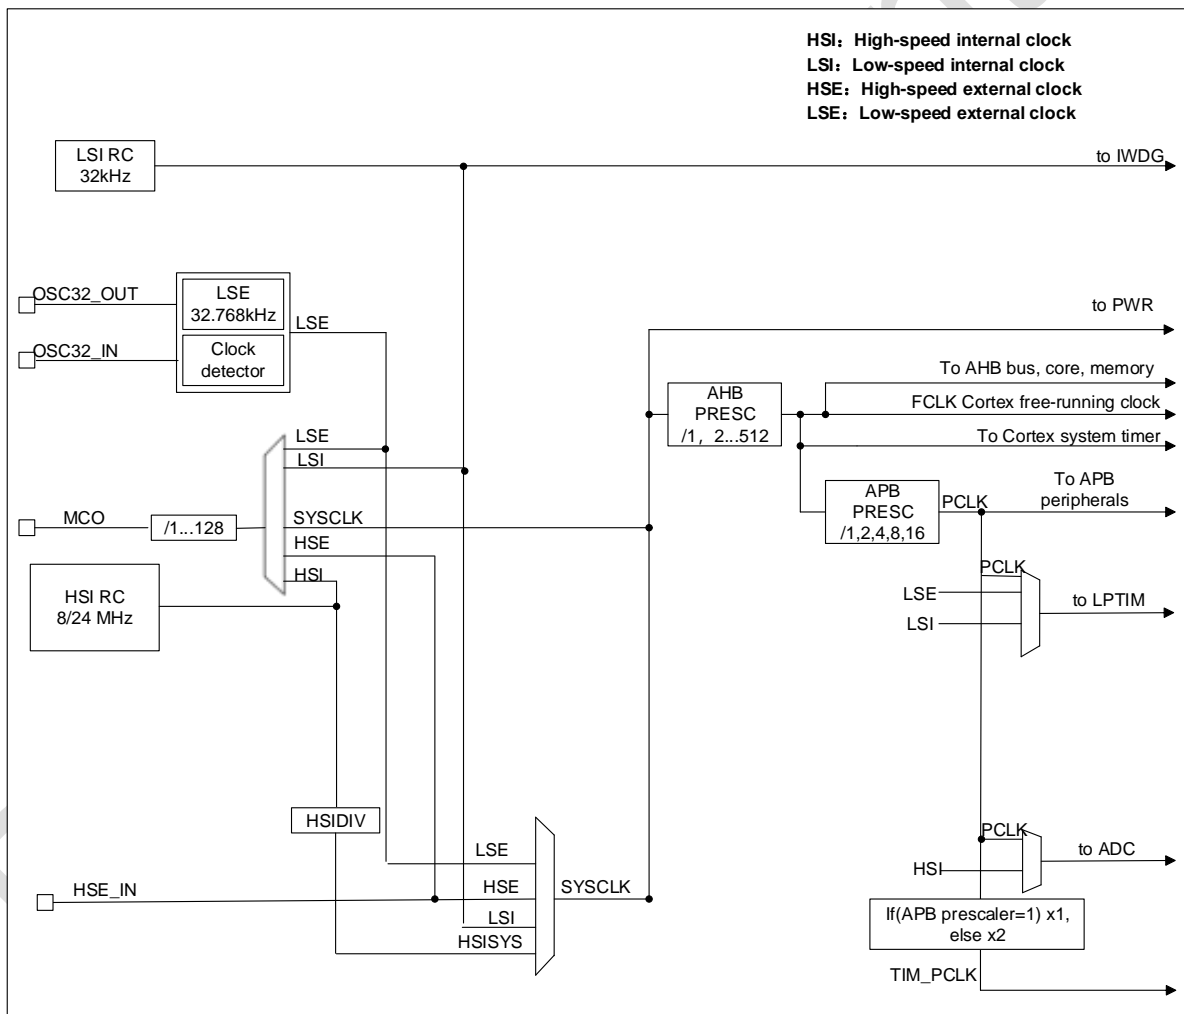 HSI：High-speed internal clock
LSI：Low-speed internal clock
HSE：High-speed external clock
LSE：Low-speed external clock
LSI RC
32kHz
to IWDG
OSC32_OUT
LSE
32.768kHz
LSE
OSC32_IN
Clock
detector
to PWR
To AHB bus, core, memory
AHB
PRESC
/1，2...512
FCLK Cortex free-running clock
To Cortex system timer
LSE
LSI
MCO
/1...128
SYSCLK
HSE
HSI
APB
PRESC
/1,2,4,8,16
PCLK
To APB
peripherals
HSI RC
8/24 MHz
PCLK
LSE
LSI
to LPTIM
HSIDIV
LSE
HSE_IN
HSE
SYSCLK
LSI
HSISYS
PCLK
HSI
to ADC
If(APB prescaler=1) x1,
else x2
TIM_PCLK